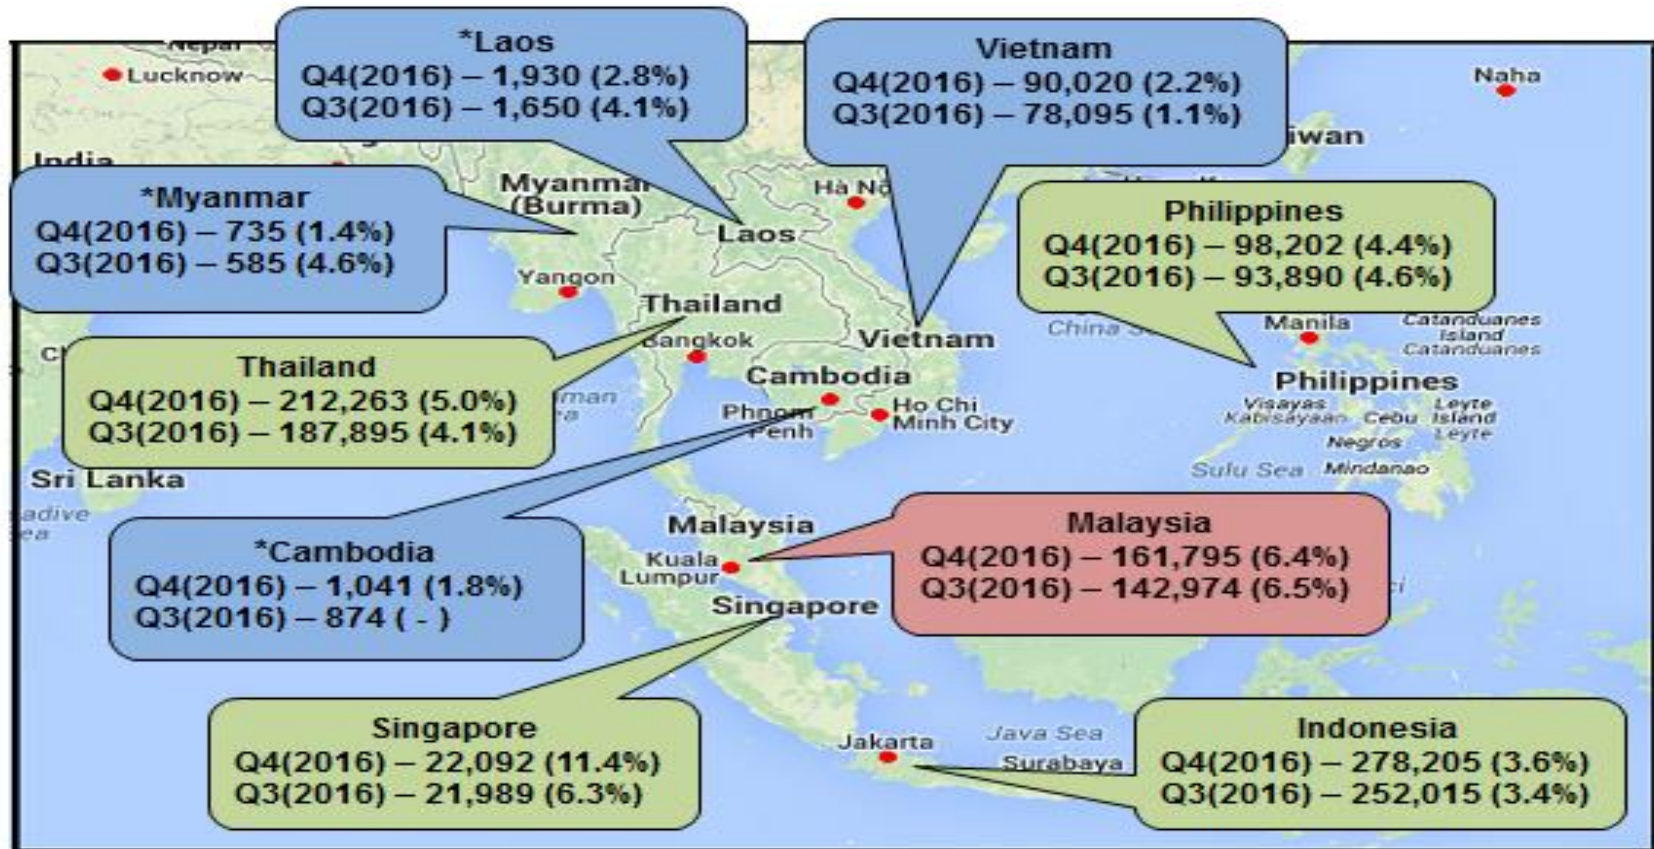 *Laos
Q4(2016) – 1,930 (2.8%)
Q3(2016) – 1,650 (4.1%)
Vietnam
Q4(2016) – 90,020 (2.2%)
Q3(2016) – 78,095 (1.1%)
Nepal
Lucknow
Naha
India
iwan
*Myanmar
Q4(2016) – 735 (1.4%)
Q3(2016) – 585 (4.6%)
Myanmar
(Burma)
Laos
Yangon
Philippines
Q4(2016) – 98,202 (4.4%)
Q3(2016) – 93,890 (4.6%)
Thailand
Bangkok
Vietnam
China S
Manila
Catanduanes
Island
Catanduanes
Thailand
Q4(2016) – 212,263 (5.0%)
Q3(2016) – 187,895 (4.1%)
Cambodia
Phnom
Penh
Ho Chi
Minh City
Philippines
Visayas
Kabisayaan
Cebu
Leyte
Island
Leyte
Negros
Sulu Sea
Mindanao
Sri Lanka
*Cambodia
Q4(2016) – 1,041 (1.8%)
Q3(2016) – 874 ( - )
Malaysia
Kuala
Lumpur
Singapore
Malaysia
Q4(2016) – 161,795 (6.4%)
Q3(2016) – 142,974 (6.5%)
Singapore
Q4(2016) – 22,092 (11.4%)
Q3(2016) – 21,989 (6.3%)
Jakarta
Java Sea
Surabaya
Indonesia
Q4(2016) – 278,205 (3.6%)
Q3(2016) – 252,015 (3.4%)